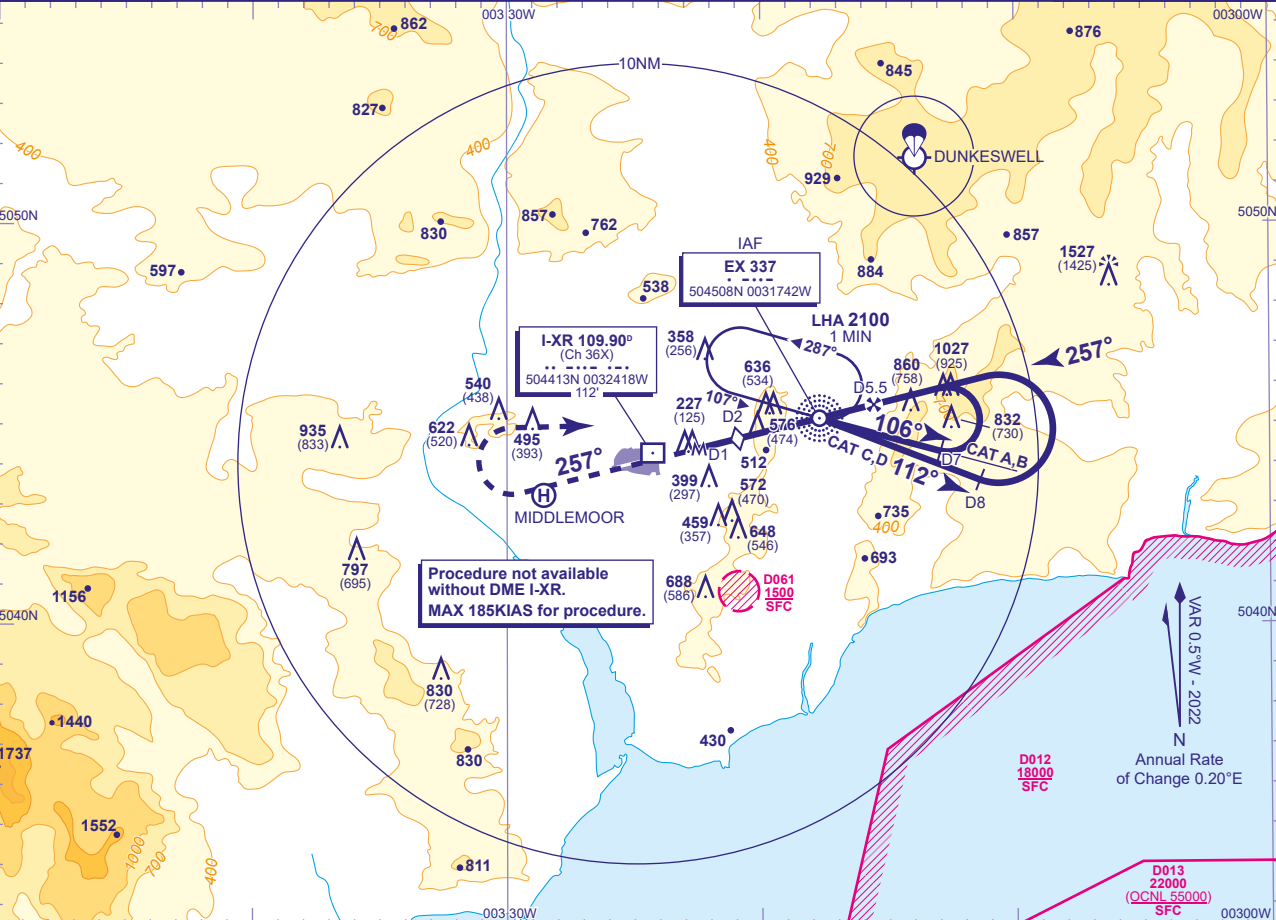 003 30W
003 00W
862
700
876
10NM
845
827
400
400
400
700
DUNKESWELL
929
5050N
857
762
830
5050N
857
IAF
884
1527
(1425)
597
EX 337
504508N 0031742W
538
LHA 2100
1 MIN
I-XR 109.90ᴰ
(Ch 36X)
504413N 0032418W
112'
358
(256)
287°
1027
(925)
257°
636
(534)
860
(758)
D5.5
540
(438)
107°
227
(125)
D2
576
(474)
106°
832
(730)
935
(833)
622
(520)
495
(393)
257°
D1
512
CAT C,D
112°
D7
CAT A,B
D8
399
(297)
572
(470)
H
MIDDLEMOOR
459
(357)
648
(546)
735
400
693
797
(695)
Procedure not available
without DME I-XR.
MAX 185KIAS for procedure.
688
(586)
D061
1500
SFC
1156
5040N
5040N
VAR 0.5°W - 2022
N
Annual Rate
of Change 0.20°E
830
(728)
1440
430
1737
830
D012
18000
SFC
1552
1000
700
400
811
D013
22000
(OCNL 55000)
SFC
003 30W
003 00W